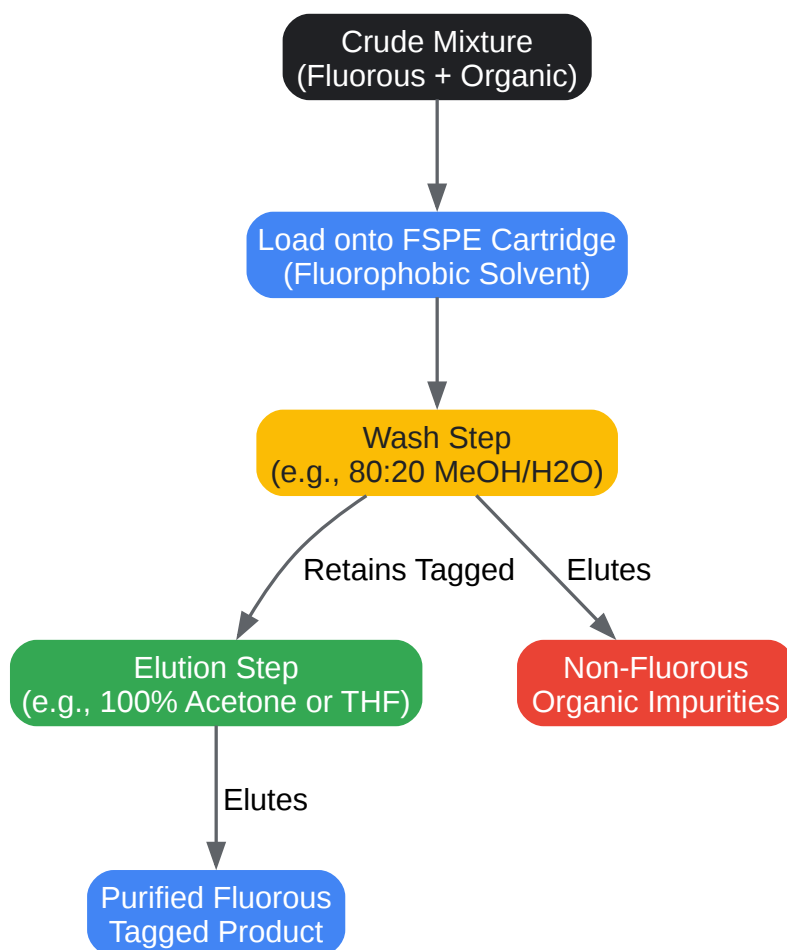 Crude Mixture
(Fluorous + Organic)
Load onto FSPE Cartridge
(Fluorophobic Solvent)
Wash Step
(e.g., 80:20 MeOH/H2O)
Retains Tagged
Elutes
Elution Step
(e.g., 100% Acetone or THF)
Non-Fluorous
Organic Impurities
Elutes
Purified Fluorous
Tagged Product